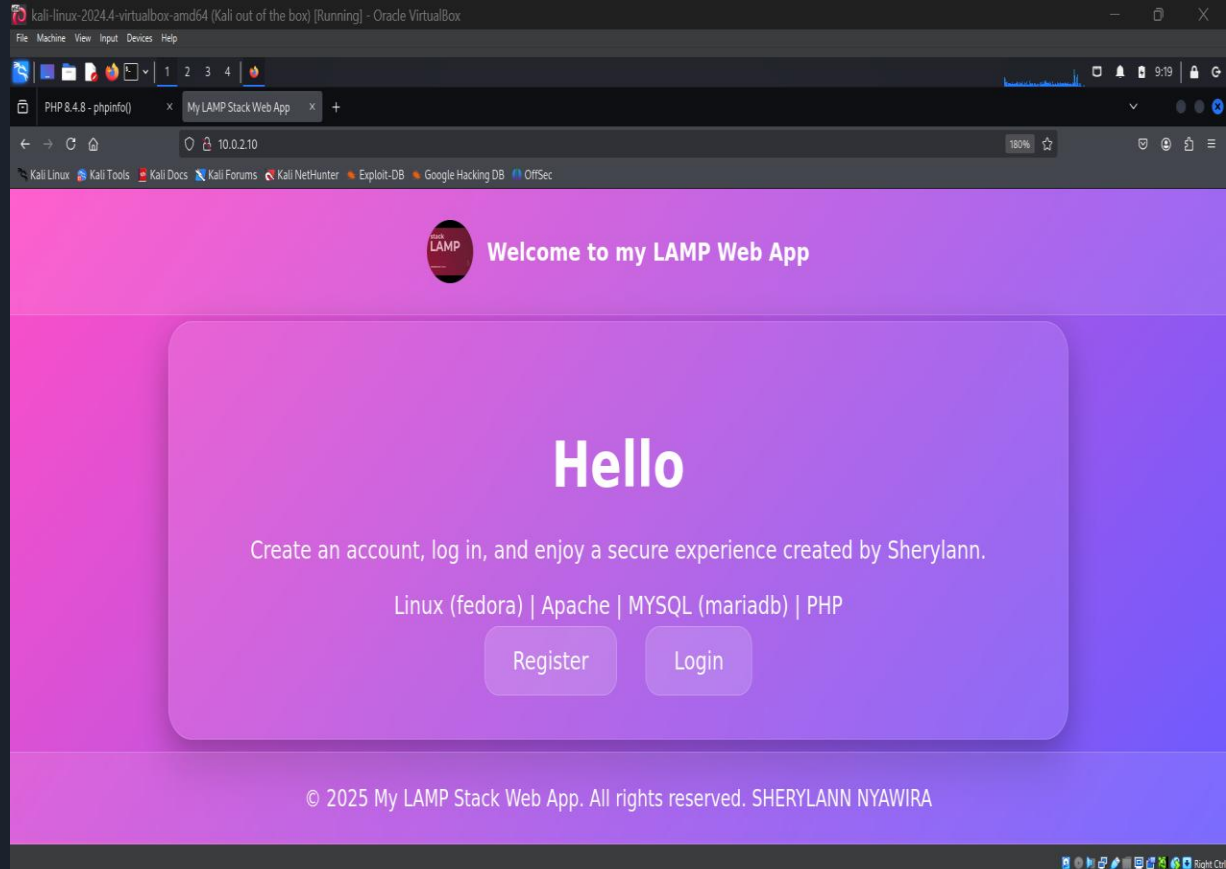 kali-linux-2024.4-virtualbox-amd64 (Kali out of the box) [Running] - Oracle VirtualBox
File Machine View Input Devices Help
1 2 3 4 9:19
PHP 8.4.8 - phpinfo() My LAMP Stack Web App
10.0.2.10 180%
Kali Linux Kali Tools Kali Docs Kali Forums Kali NetHunter Exploit-DB Google Hacking DB OffSec
stack
LAMP
Welcome to my LAMP Web App
Hello
Create an account, log in, and enjoy a secure experience created by Sherylann.
Linux (fedora) | Apache | MYSQL (mariadb) | PHP
Register Login
© 2025 My LAMP Stack Web App. All rights reserved. SHERYLANN NYAWIRA
Right Ctrl